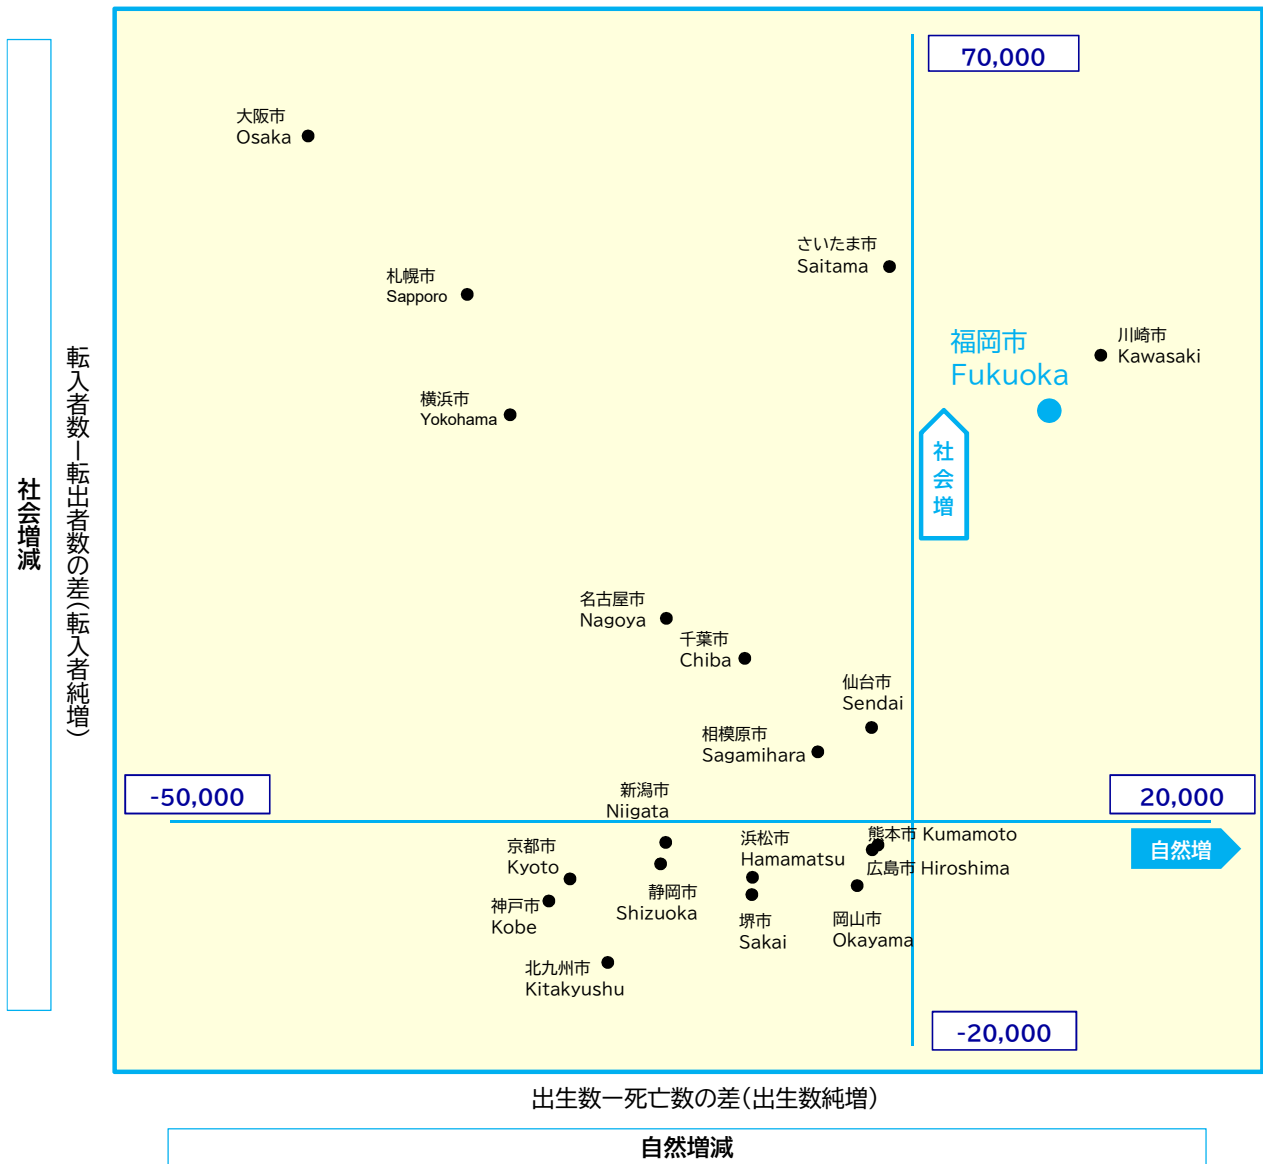 70,000
大阪市
Osaka
さいたま市
Saitama
札幌市
Sapporo
川崎市
Kawasaki
福岡市
Fukuoka
横浜市
Yokohama
社会増
転入者数ー転出者数の差(転入者純増)
社会増減
名古屋市
Nagoya
千葉市
Chiba
仙台市
Sendai
相模原市
Sagamihara
-50,000
新潟市
Niigata
20,000
熊本市 Kumamoto
自然増
京都市
Kyoto
浜松市
Hamamatsu
広島市 Hiroshima
静岡市
Shizuoka
神戸市
Kobe
堺市
Sakai
岡山市
Okayama
北九州市
Kitakyushu
-20,000
出生数ー死亡数の差(出生数純増)
自然増減